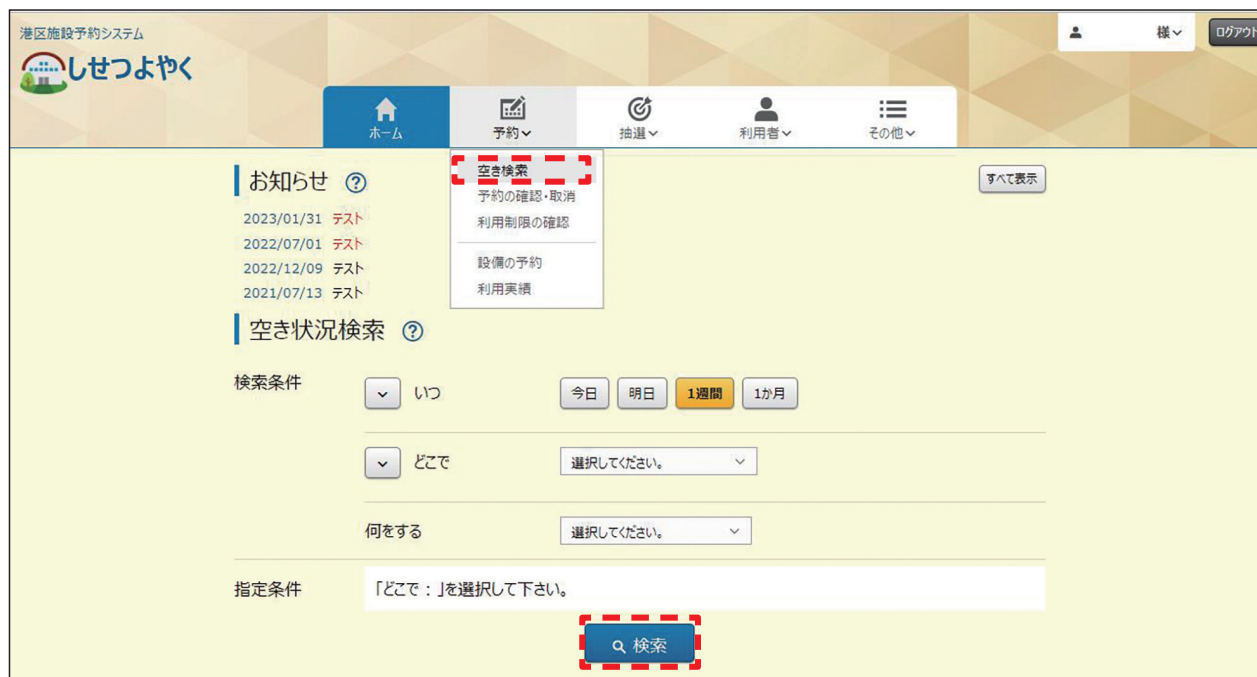 港区施設予約システム
しせつよやく
様
ログアウト
ホーム
予約
抽選
利用者
その他
空き検索
予約の確認・取消
利用制限の確認
設備の予約
利用実績
お知らせ ?
すべて表示
2023/01/31 テスト
2022/07/01 テスト
2022/12/09 テスト
2021/07/13 テスト
空き状況検索 ?
検索条件
いつ
今日 明日 1週間 1か月
どこで
選択してください。
何をする
選択してください。
指定条件
「どこで：」を選択して下さい。
検索